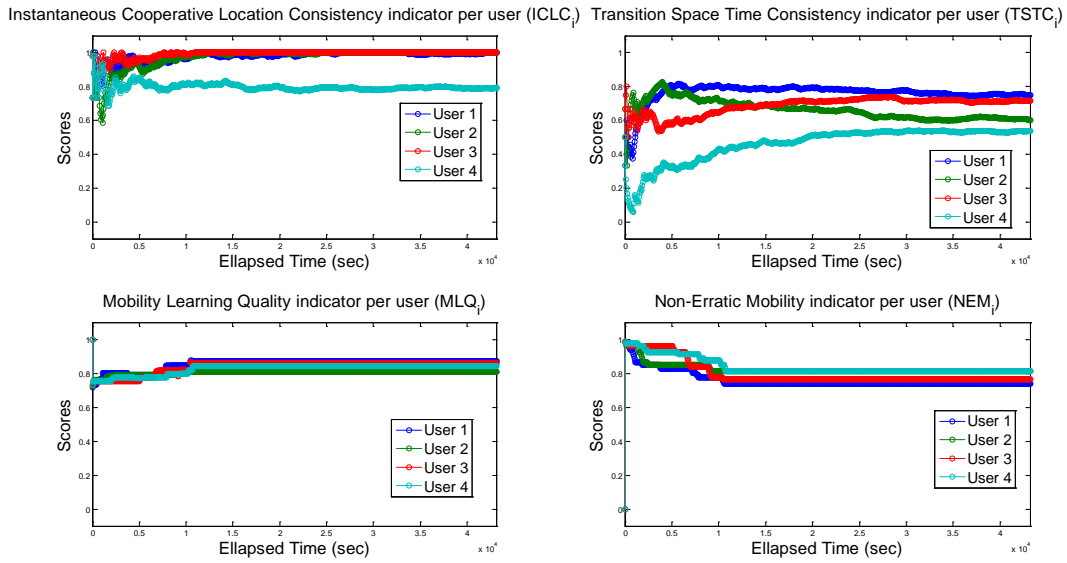 Instantaneous Cooperative Location Consistency indicator per user (ICLCi)
Scores
1
0.8
0.6
0.4
0.2
0
0
0.5
1
1.5
2
2.5
3
3.5
4
x 10^4
Ellapsed Time (sec)
User 1
User 2
User 3
User 4
Transition Space Time Consistency indicator per user (TSTCi)
Scores
1
0.8
0.6
0.4
0.2
0
0
0.5
1
1.5
2
2.5
3
3.5
4
x 10^4
Ellapsed Time (sec)
User 1
User 2
User 3
User 4
Mobility Learning Quality indicator per user (MLQi)
Scores
1
0.8
0.6
0.4
0.2
0
0
0.5
1
1.5
2
2.5
3
3.5
4
x 10^4
Ellapsed Time (sec)
User 1
User 2
User 3
User 4
Non-Erratic Mobility indicator per user (NEMi)
Scores
1
0.8
0.6
0.4
0.2
0
0
0.5
1
1.5
2
2.5
3
3.5
4
x 10^4
Ellapsed Time (sec)
User 1
User 2
User 3
User 4